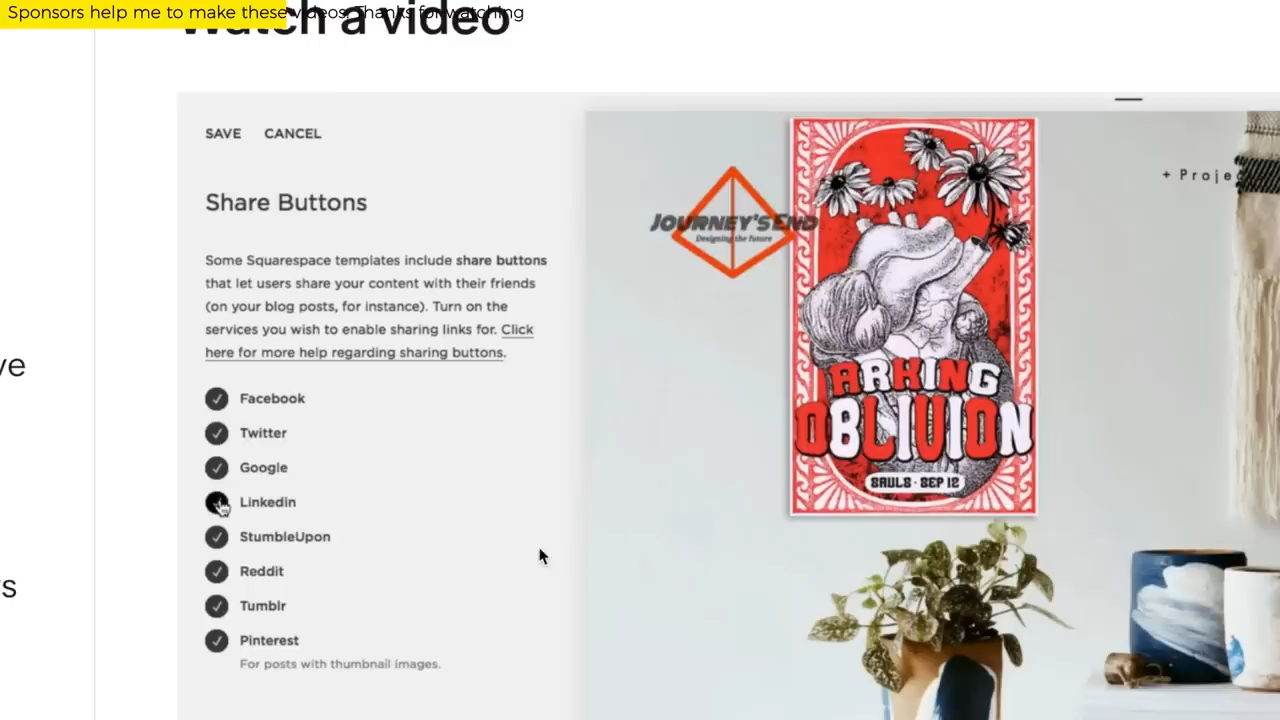 Sponsors help me to make these videos. Thanks for watching
watch a video
SAVE CANCEL
Share Buttons
Some Squarespace templates include share buttons
that let users share your content with their friends
(on your blog posts, for instance). Turn on the
services you wish to enable sharing links for. Click
here for more help regarding sharing buttons.
Facebook
Twitter
Google
Linkedin
StumbleUpon
Reddit
Tumblr
Pinterest
For posts with thumbnail images.
JOURNEY'S END
Designing the future
+ Proje
ARKING
OBLIVION
SAULS · SEP 12
ve
rs